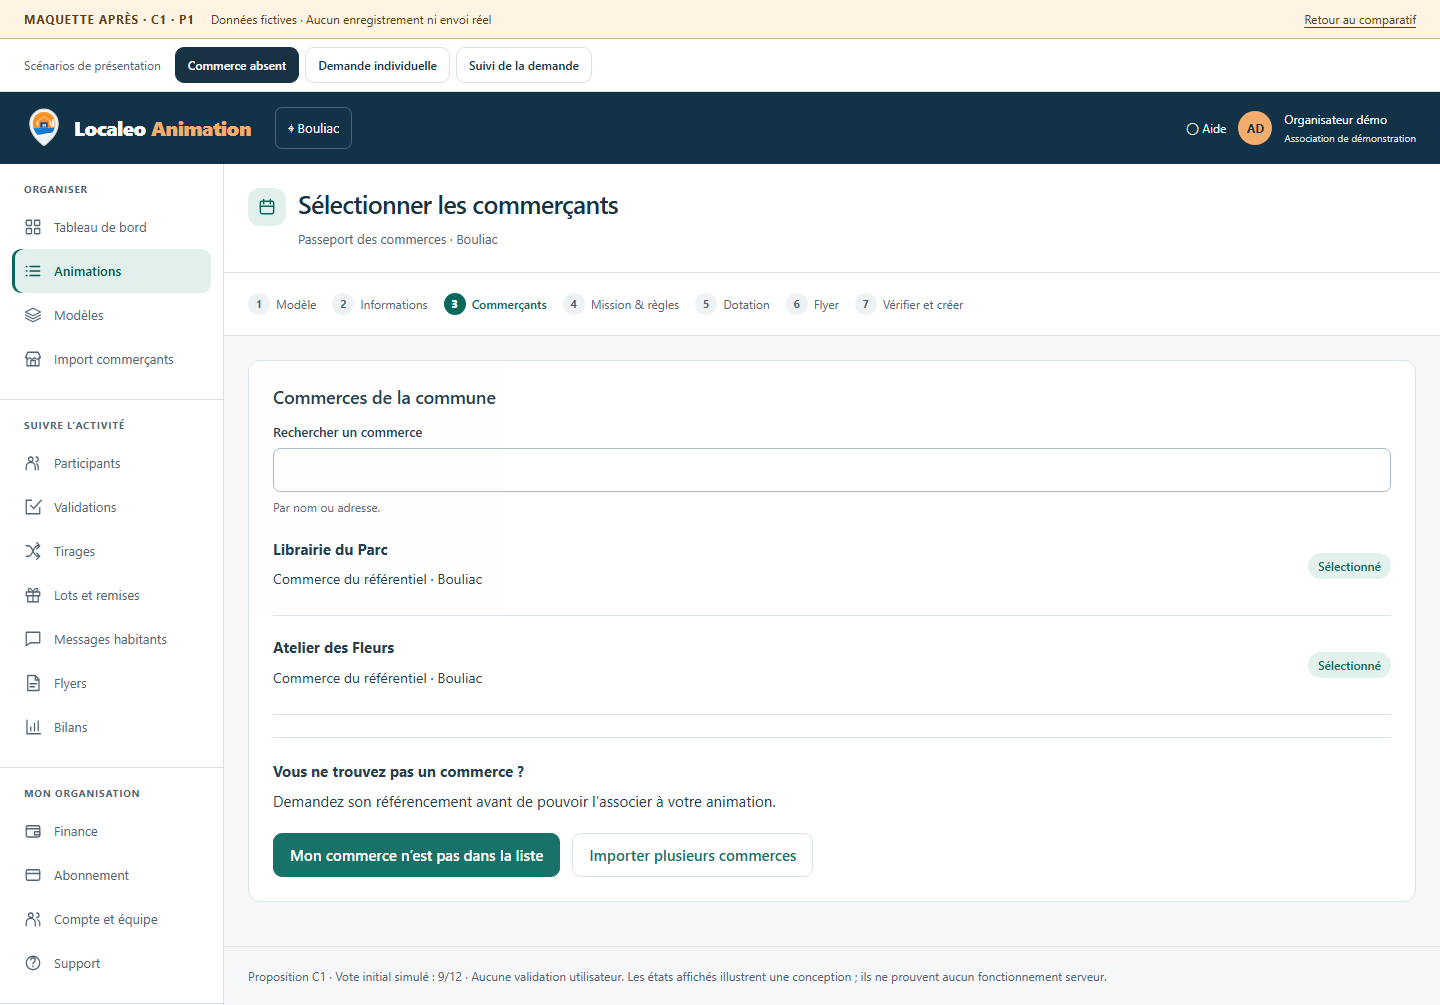 MAQUETTE APRÈS · C1 · P1 Données fictives · Aucun enregistrement ni envoi réel Retour au comparatif
Scénarios de présentation Commerce absent Demande individuelle Suivi de la demande
Localeo Animation Bouliac Aide AD Organisateur démo
Association de démonstration
ORGANISER
Tableau de bord
Animations
Modèles
Import commerçants
SUIVRE L’ACTIVITÉ
Participants
Validations
Tirages
Lots et remises
Messages habitants
Flyers
Bilans
MON ORGANISATION
Finance
Abonnement
Compte et équipe
Support
Sélectionner les commerçants
Passeport des commerces · Bouliac
1 Modèle 2 Informations 3 Commerçants 4 Mission & règles 5 Dotation 6 Flyer 7 Vérifier et créer
Commerces de la commune
Rechercher un commerce
Par nom ou adresse.
Librairie du Parc
Commerce du référentiel · Bouliac
Sélectionné
Atelier des Fleurs
Commerce du référentiel · Bouliac
Sélectionné
Vous ne trouvez pas un commerce ?
Demandez son référencement avant de pouvoir l’associer à votre animation.
Mon commerce n’est pas dans la liste Importer plusieurs commerces
Proposition C1 · Vote initial simulé : 9/12 · Aucune validation utilisateur. Les états affichés illustrent une conception ; ils ne prouvent aucun fonctionnement serveur.